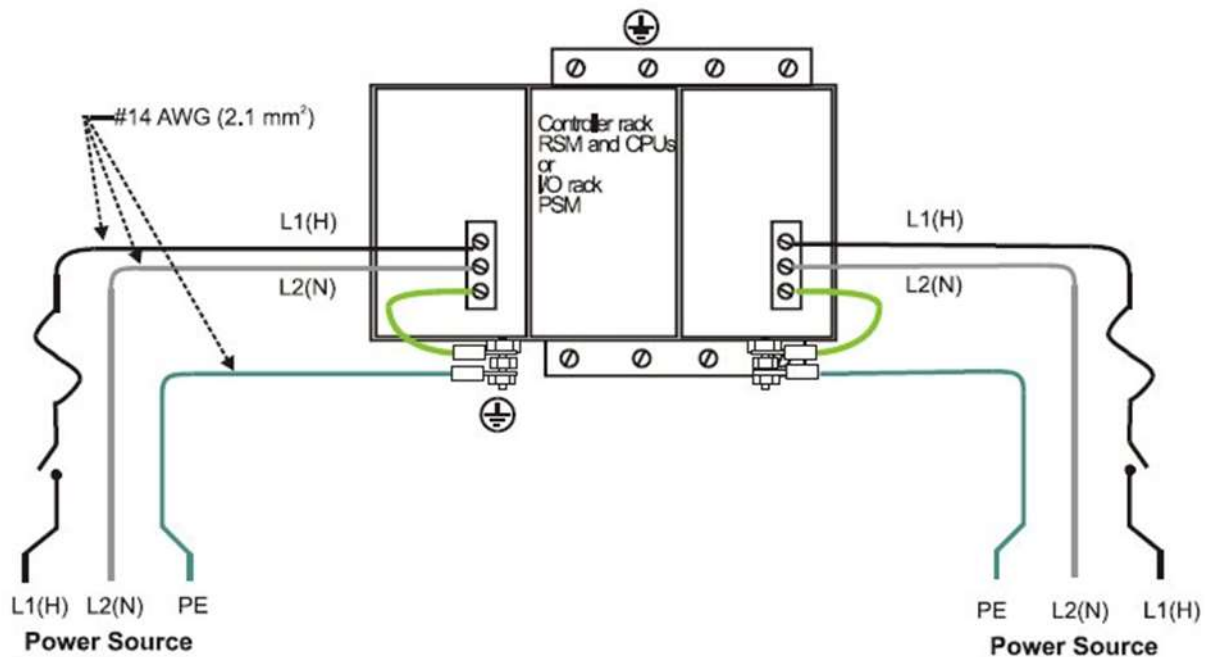 #14 AWG (2.1 mm²)
Controller rack
RSM and CPUs
or
I/O rack
PSM
L1(H)
L2(N)
L1(H)
L2(N)
L1(H) L2(N) PE
Power Source
PE L2(N) L1(H)
Power Source